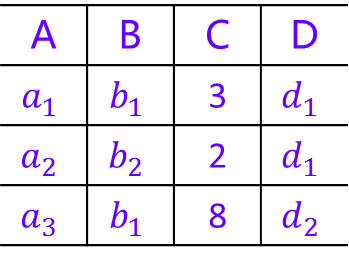 A B C D
a₁ b₁ 3 d₁
a₂ b₂ 2 d₁
a₃ b₁ 8 d₂